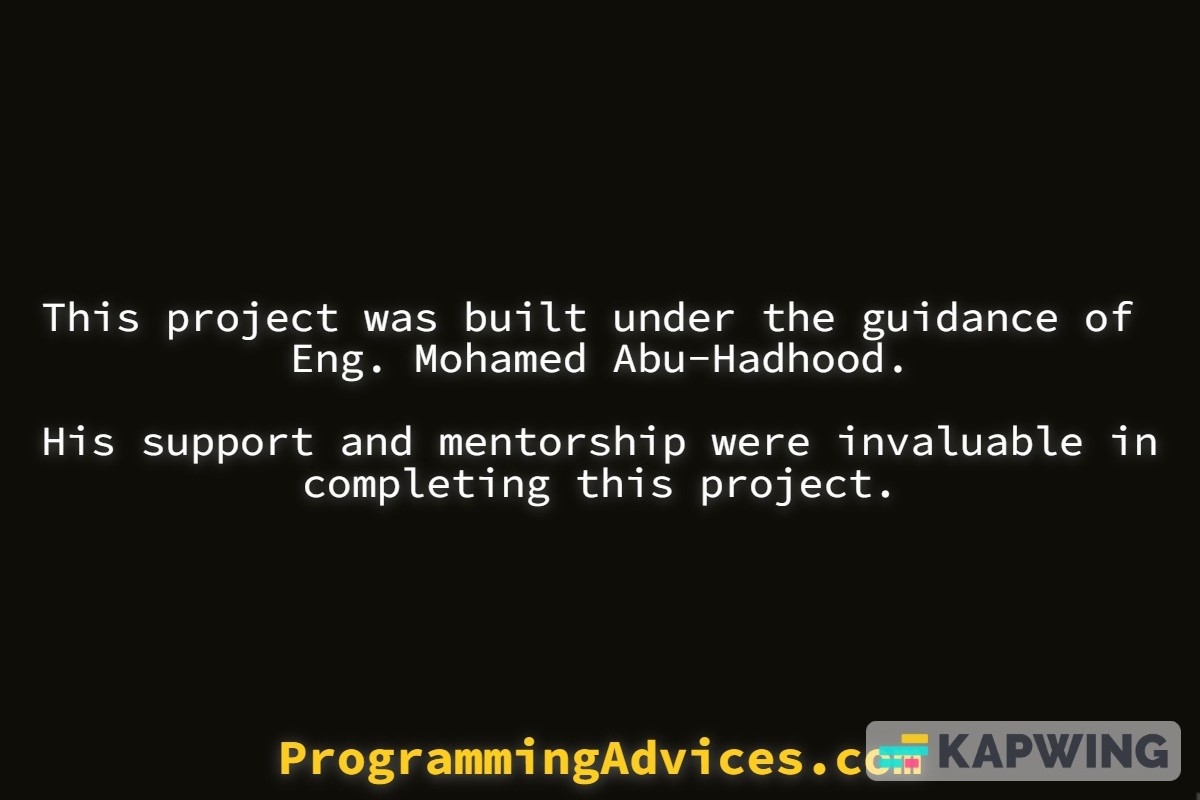 This project was built under the guidance of
Eng. Mohamed Abu-Hadhood.
His support and mentorship were invaluable in
completing this project.
ProgrammingAdvices.com
KAPWING